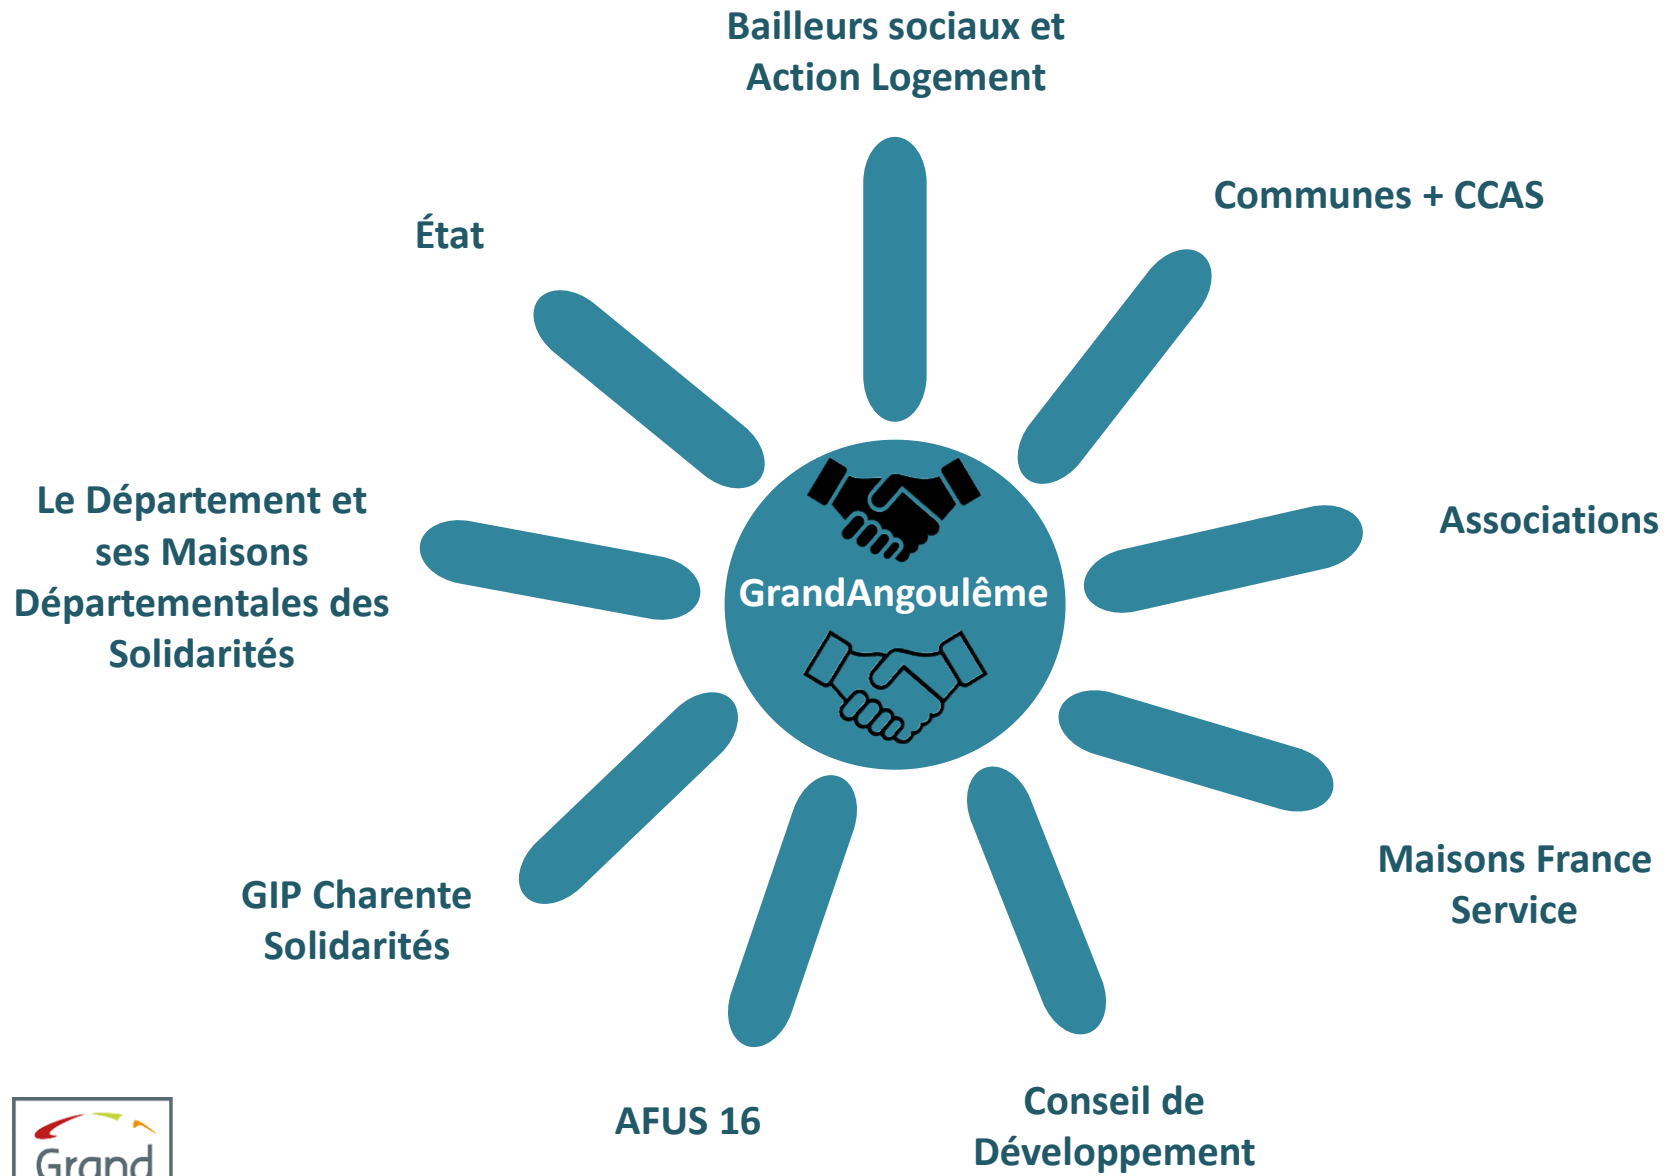 Bailleurs sociaux et
Action Logement
Communes + CCAS
État
Le Département et
ses Maisons
Départementales des
Solidarités
Associations
GrandAngoulême
Maisons France
Service
GIP Charente
Solidarités
AFUS 16
Conseil de
Développement
Grand